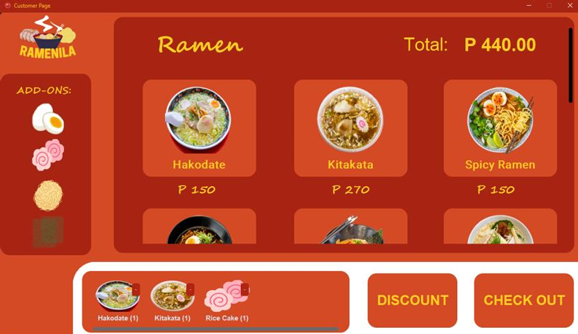 Customer Page
RAMENILA
Ramen
Total: P 440.00
ADD-ONS:
Hakodate
Kitakata
Spicy Ramen
P 150
P 270
P 150
Hakodate (1)
Kitakata (1)
Rice Cake (1)
DISCOUNT
CHECK OUT